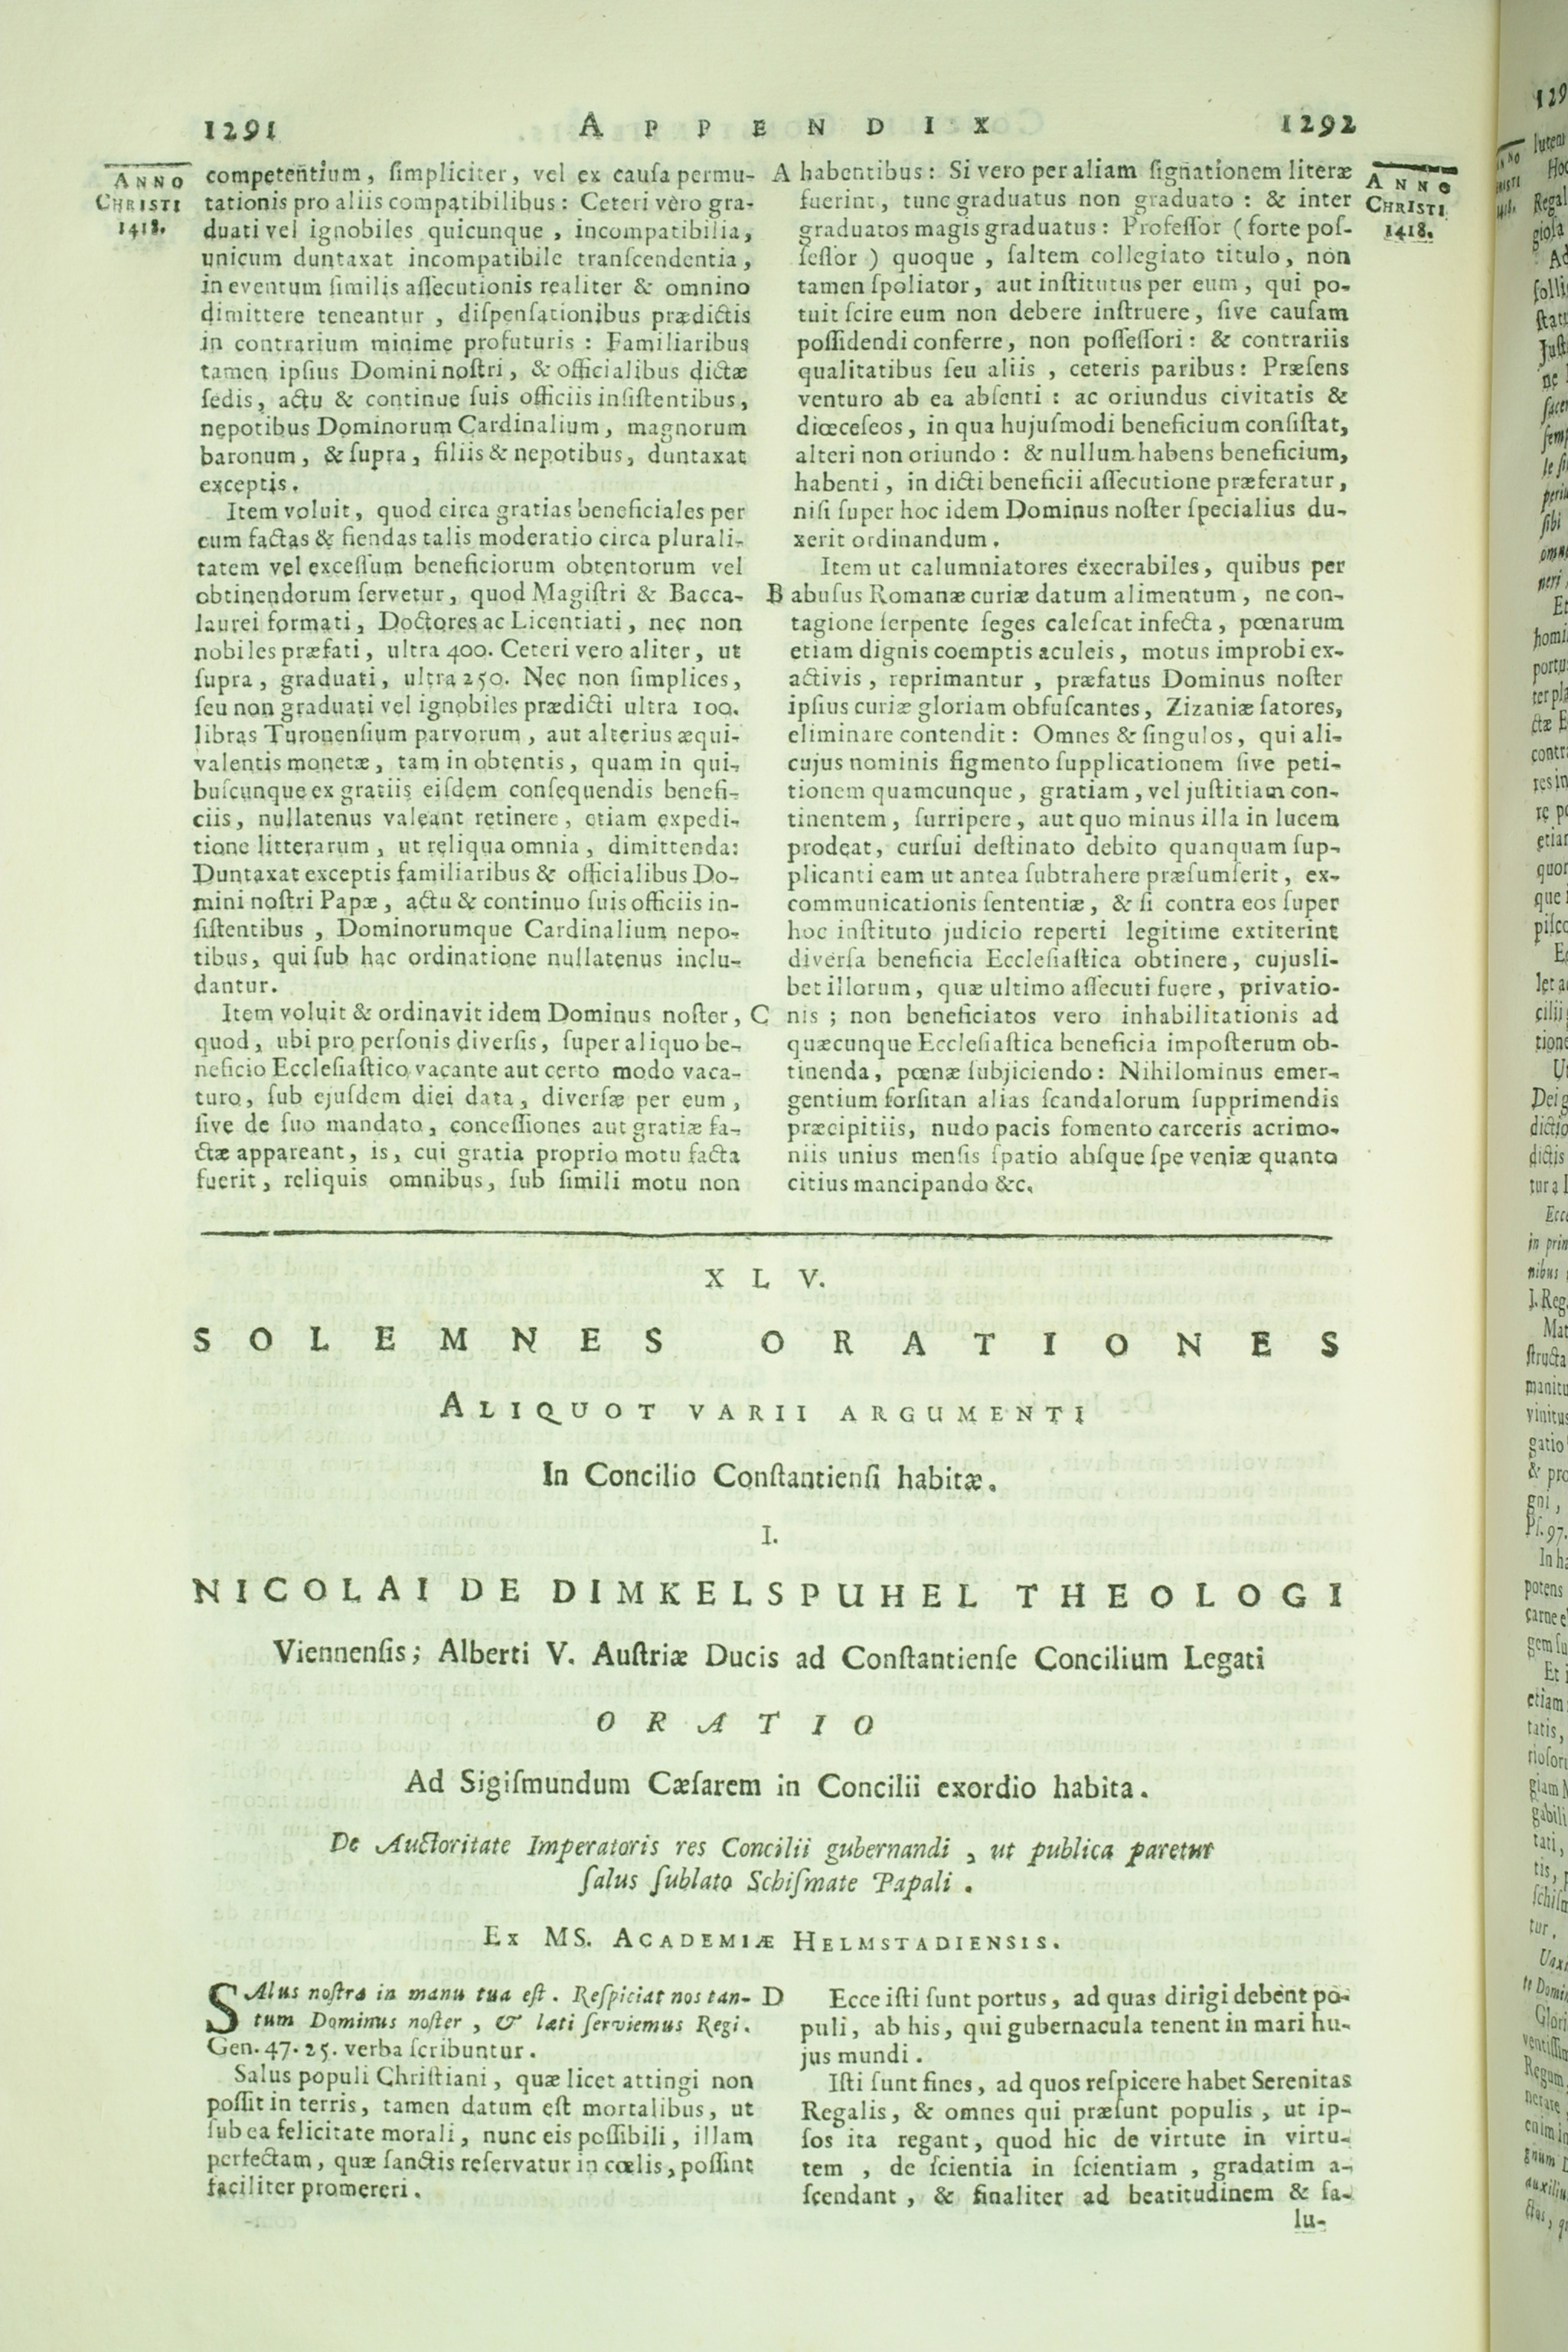 1291
APPENDIX
1292
ANNO
CHRISTI
1418.
competentium, ſimpliciter, vel ex cauſa permu-
tationis pro aliis compatibilibus: Ceteri vero gra-
duati vel ignobiles quicunque, incompatibilia,
unicum duntaxat incompatibile tranſcendentia,
in eventum ſimilis aſſecutionis realiter & omnino
dimittere teneantur, diſpenſationibus prædictis
in contrarium minime profuturis: Familiaribus
tamen ipſius Domini noſtri, & officialibus dictæ
ſedis, actu & continue ſuis officiis inſiſtentibus,
nepotibus Dominorum Cardinalium, magnorum
baronum, & ſupra, filiis & nepotibus, duntaxat
exceptis.
Item voluit, quod circa gratias beneficiales per
eum factas & fiendas talis moderatio circa plurali-
tatem vel exceſſum beneficiorum obtentorum vel
obtinendorum ſervetur, quod Magiſtri & Bacca-
laurei formati, Doctores ac Licentiati, nec non
nobiles præfati, ultra 400. Ceteri vero aliter, ut
ſupra, graduati, ultra 250. Nec non ſimplices,
ſeu non graduati vel ignobiles prædicti ultra 100.
libras Turonenſium parvorum, aut alterius æqui-
valentis monetæ, tam in obtentis, quam in qui-
buſcunque ex gratiis eiſdem conſequendis benefi-
ciis, nullatenus valeant retinere, etiam expedi-
tione litterarum, ut reliqua omnia, dimittenda:
Duntaxat exceptis familiaribus & officialibus Do-
mini noſtri Papæ, actu & continuo ſuis officiis in-
ſiſtentibus, Dominorumque Cardinalium nepo-
tibus, qui ſub hac ordinatione nullatenus inclu-
dantur.
Item voluit & ordinavit idem Dominus noſter,
quod, ubi pro perſonis diverſis, ſuper aliquo be-
neficio Eccleſiaſtico vacante aut certo modo vaca-
turo, ſub ejuſdem diei data, diverſæ per eum,
ſive de ſuo mandato, conceſſiones aut gratiæ fa-
ctæ appareant, is, cui gratia proprio motu facta
fuerit, reliquis omnibus, ſub ſimili motu non
A habentibus: Si vero per aliam ſignationem literæ
fuerint, tunc graduatus non graduato: & inter
graduatos magis graduatus: Profeſſor (forte poſ-
ſeſſor) quoque, ſaltem collegiato titulo, non
tamen ſpoliator, aut inſtitutus per eum, qui po-
tuit ſcire eum non debere inſtruere, ſive cauſam
poſſidendi conferre, non poſſeſſori: & contrariis
qualitatibus ſeu aliis, ceteris paribus: Præſens
venturo ab ea abſenti: ac oriundus civitatis &
diœceſeos, in qua hujuſmodi beneficium conſiſtat,
alteri non oriundo: & nullum habens beneficium,
habenti, in dicti beneficii aſſecutione præferatur,
niſi ſuper hoc idem Dominus noſter ſpecialius du-
xerit ordinandum.
Item ut calumniatores execrabiles, quibus per
B abuſus Romanæ curiæ datum alimentum, ne con-
tagione ſerpente ſeges caleſcat infecta, pœnarum
etiam dignis coemptis aculeis, motus improbi ex-
activis, reprimantur, præfatus Dominus noſter
ipſius curiæ gloriam obfuſcantes, Zizaniæ ſatores,
eliminare contendit: Omnes & ſingulos, qui ali-
cujus nominis figmento ſupplicationem ſive peti-
tionem quamcunque, gratiam, vel juſtitiam con-
tinentem, ſurripere, aut quo minus illa in lucem
prodeat, curſui deſtinato debito quanquam ſup-
plicanti eam ut antea ſubtrahere præſumſerit, ex-
communicationis ſententiæ, & ſi contra eos ſuper
hoc inſtituto judicio reperti legitime extiterint
diverſa beneficia Eccleſiaſtica obtinere, cujusli-
bet illorum, quæ ultimo aſſecuti fuere, privatio-
C nis; non beneficiatos vero inhabilitationis ad
quæcunque Eccleſiaſtica beneficia impoſterum ob-
tinenda, pœnæ ſubjiciendo: Nihilominus emer-
gentium forſitan alias ſcandalorum ſupprimendis
præcipitiis, nudo pacis fomento carceris acrimo-
niis unius menſis ſpatio abſque ſpe veniæ quanto
citius mancipando &c.
ANNO
CHRISTI
1418.
XLV.
SOLEMNES ORATIONES
ALIQUOT VARII ARGUMENTI
In Concilio Conſtantienſi habitæ.
I.
NICOLAI DE DIMKELSPUHEL THEOLOGI
Viennenſis; Alberti V. Auſtriæ Ducis ad Conſtantienſe Concilium Legati
ORATIO
Ad Sigiſmundum Cæſarem in Concilii exordio habita.
De Auctoritate Imperatoris res Concilii gubernandi, ut publica paretur
ſalus ſublato Schiſmate Papali.
EX MS. ACADEMIÆ HELMSTADIENSIS.
SAlus noſtra in manu tua eſt. Reſpiciat nos tan-
tum Dominus noſter, & læti ſerviemus Regi.
Gen. 47. 25. verba ſcribuntur.
Salus populi Chriſtiani, quæ licet attingi non
poſſit in terris, tamen datum eſt mortalibus, ut
ſub ea felicitate morali, nunc eis poſſibili, illam
perfectam, quæ ſanctis reſervatur in cœlis, poſſint
faciliter promereri.
D Ecce iſti ſunt portus, ad quas dirigi debent po-
puli, ab his, qui gubernacula tenent in mari hu-
jus mundi.
Iſti ſunt fines, ad quos reſpicere habet Serenitas
Regalis, & omnes qui præſunt populis, ut ip-
ſos ita regant, quod hic de virtute in virtu-
tem, de ſcientia in ſcientiam, gradatim a-
ſcendant, & finaliter ad beatitudinem & ſa-
lu-